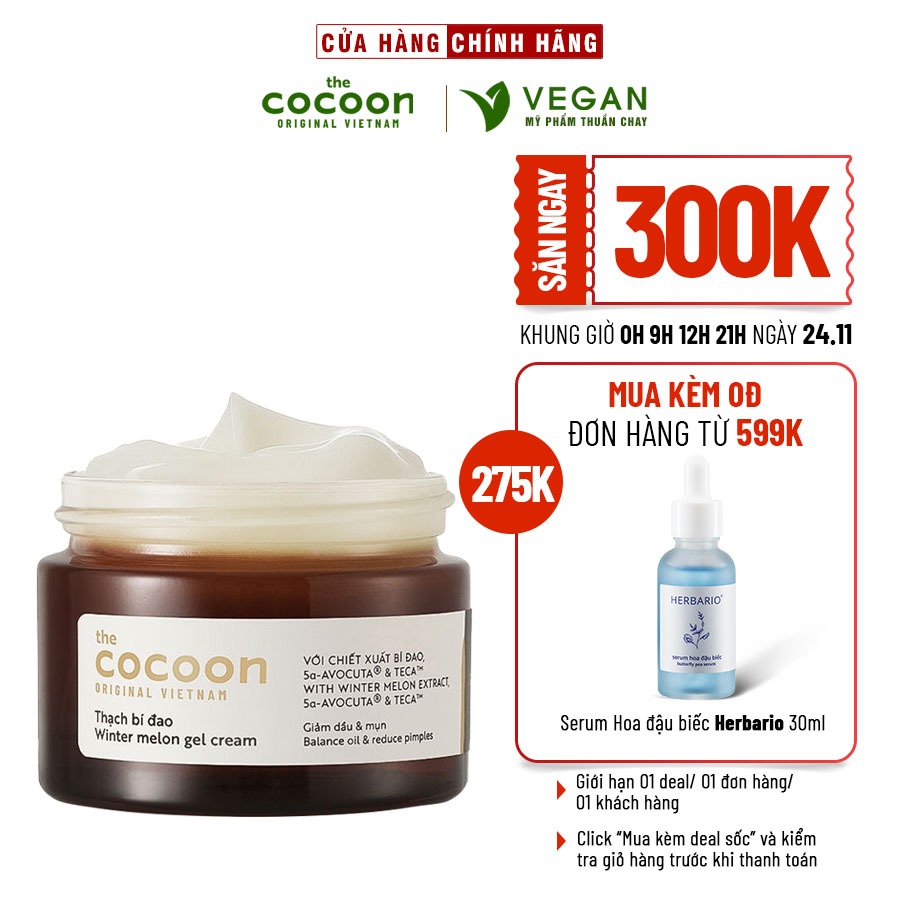 CỬA HÀNG CHÍNH HÃNG
the
cocoon
ORIGINAL VIETNAM
VEGAN
MỸ PHẨM THUẦN CHAY
SĂN NGAY
300K
KHUNG GIỜ 0H 9H 12H 21H NGÀY 24.11
MUA KÈM 0Đ
ĐƠN HÀNG TỪ 599K
275K
HERBARIO®
serum hoa đậu biếc
butterfly pea serum
Serum Hoa đậu biếc Herbario 30ml
the
cocoon
ORIGINAL VIETNAM
Thạch bí đao
Winter melon gel cream
VỚI CHIẾT XUẤT BÍ ĐAO,
5α-AVOCUTA® & TECA™
WITH WINTER MELON EXTRACT,
5α-AVOCUTA® & TECA™
Giảm dầu & mụn
Balance oil & reduce pimples
Giới hạn 01 deal/ 01 đơn hàng/
01 khách hàng
Click “Mua kèm deal sốc” và kiểm
tra giỏ hàng trước khi thanh toán